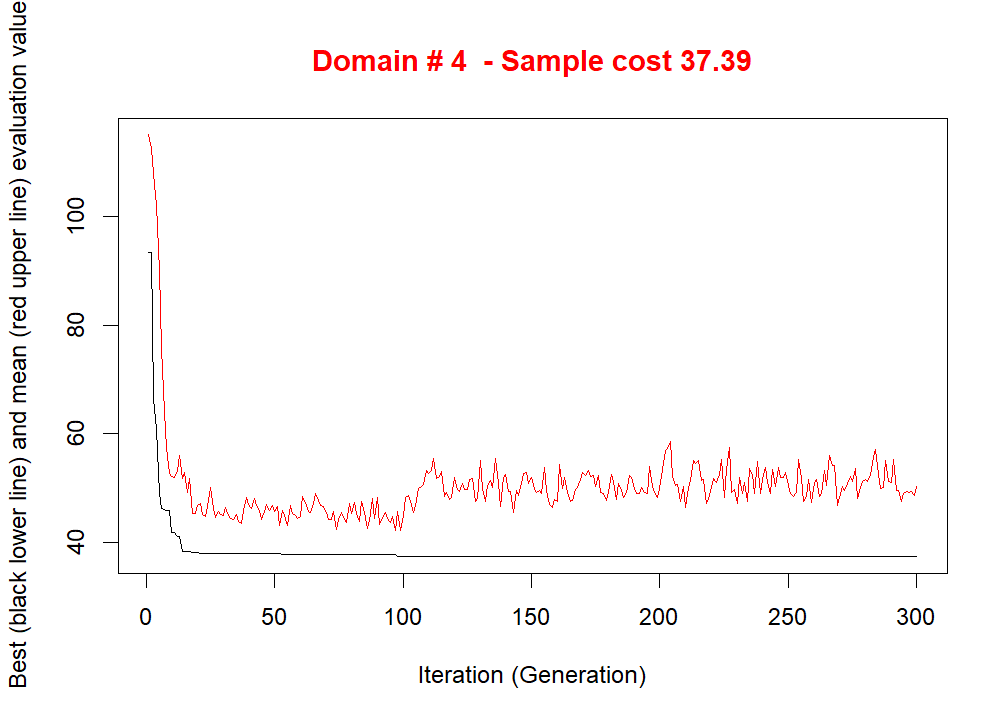 Domain # 4  - Sample cost 37.39
Best (black lower line) and mean (red upper line) evaluation value
100
80
60
40
0 50 100 150 200 250 300
Iteration (Generation)